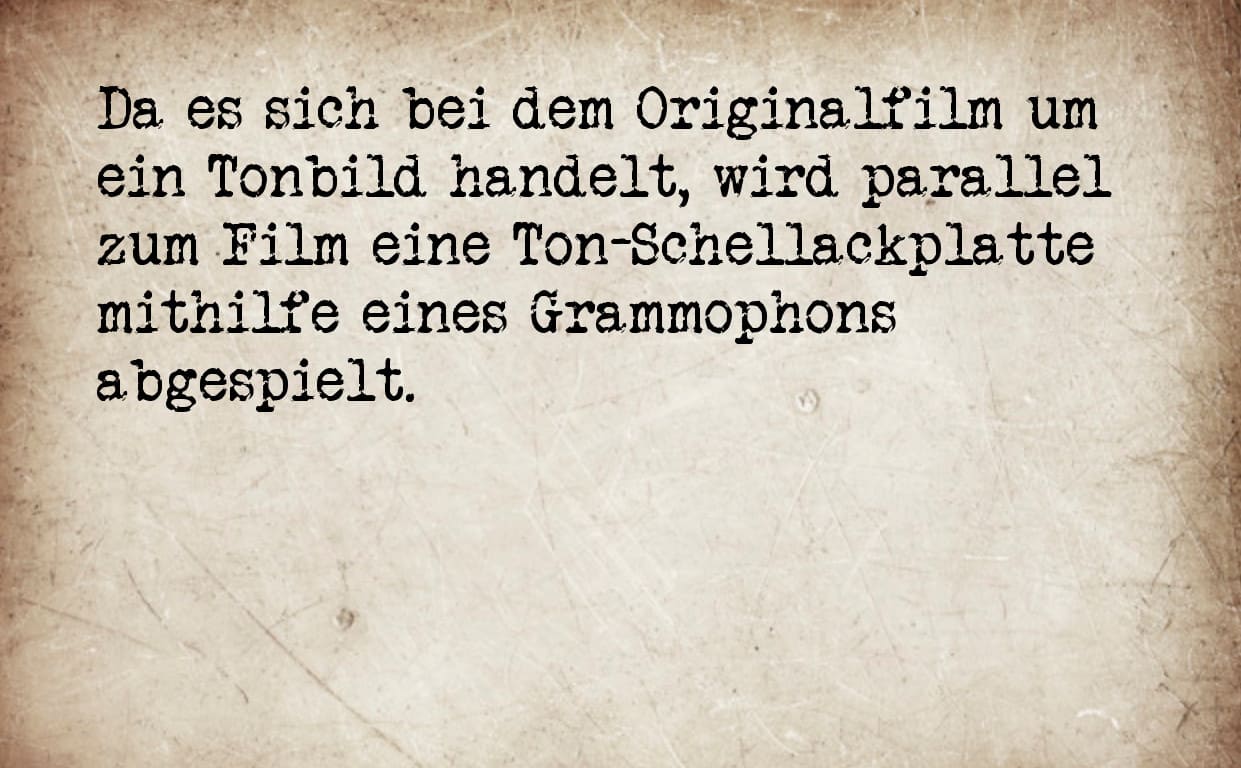 Da es sich bei dem Originalfilm um
ein Tonbild handelt, wird parallel
zum Film eine Ton-Schellackplatte
mithilfe eines Grammophons
abgespielt.